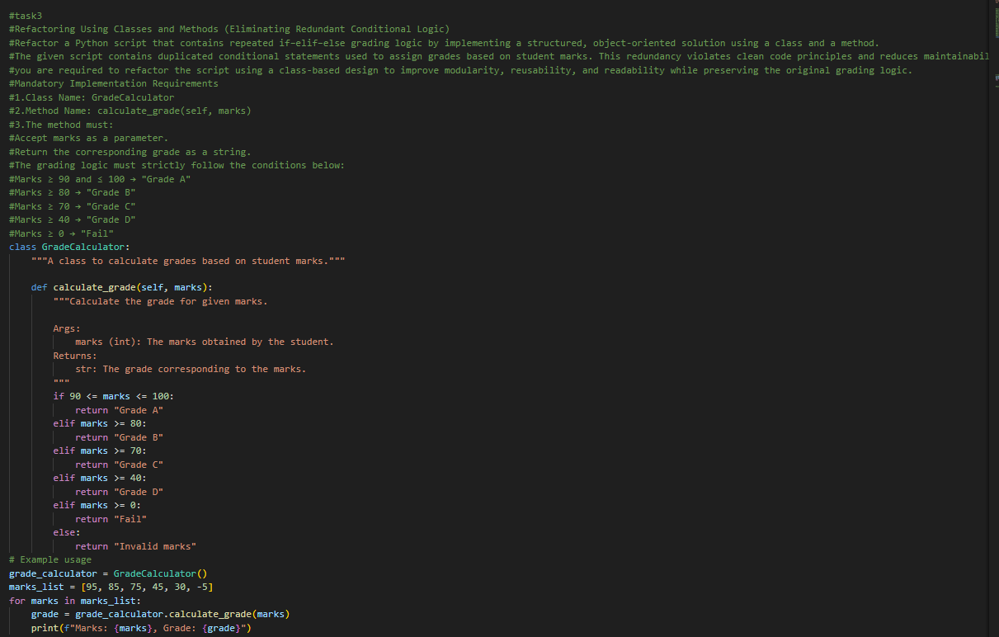 #task3
#Refactoring Using Classes and Methods (Eliminating Redundant Conditional Logic)
#Refactor a Python script that contains repeated if-elif-else grading logic by implementing a structured, object-oriented solution using a class and a method.
#The given script contains duplicated conditional statements used to assign grades based on student marks. This redundancy violates clean code principles and reduces maintainabil
#you are required to refactor the script using a class-based design to improve modularity, reusability, and readability while preserving the original grading logic.
#Mandatory Implementation Requirements
#1.Class Name: GradeCalculator
#2.Method Name: calculate_grade(self, marks)
#3.The method must:
#Accept marks as a parameter.
#Return the corresponding grade as a string.
#The grading logic must strictly follow the conditions below:
#Marks ≥ 90 and ≤ 100 → "Grade A"
#Marks ≥ 80 → "Grade B"
#Marks ≥ 70 → "Grade C"
#Marks ≥ 40 → "Grade D"
#Marks ≥ 0 → "Fail"
class GradeCalculator:
    """A class to calculate grades based on student marks."""

    def calculate_grade(self, marks):
        """Calculate the grade for given marks.

        Args:
            marks (int): The marks obtained by the student.
        Returns:
            str: The grade corresponding to the marks.
        """
        if 90 <= marks <= 100:
            return "Grade A"
        elif marks >= 80:
            return "Grade B"
        elif marks >= 70:
            return "Grade C"
        elif marks >= 40:
            return "Grade D"
        elif marks >= 0:
            return "Fail"
        else:
            return "Invalid marks"
# Example usage
grade_calculator = GradeCalculator()
marks_list = [95, 85, 75, 45, 30, -5]
for marks in marks_list:
    grade = grade_calculator.calculate_grade(marks)
    print(f"Marks: {marks}, Grade: {grade}")